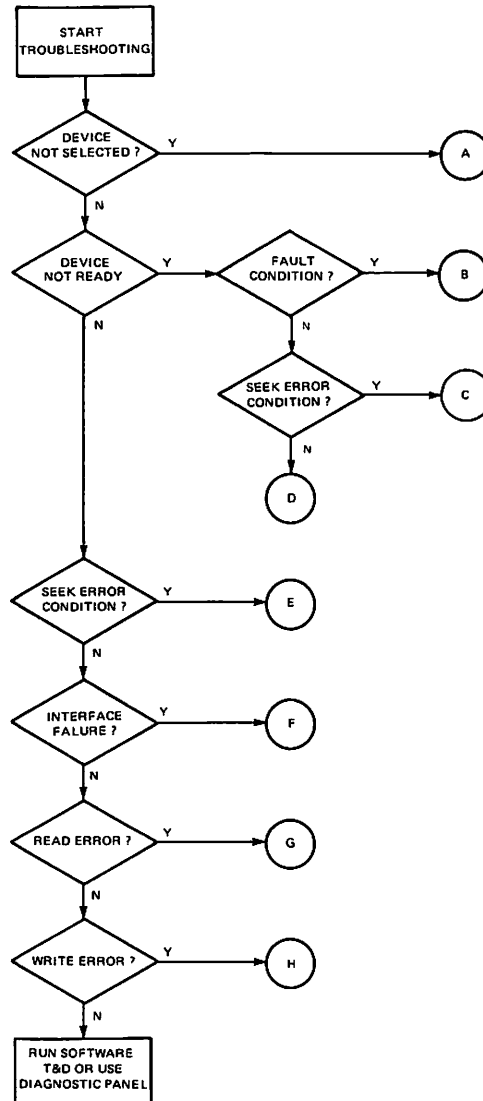 START
TROUBLESHOOTING
DEVICE
NOT SELECTED ?
Y
A
N
DEVICE
NOT READY
Y
FAULT
CONDITION ?
Y
B
N
N
SEEK ERROR
CONDITION ?
Y
C
N
D
SEEK ERROR
CONDITION ?
Y
E
N
INTERFACE
FALURE ?
Y
F
N
READ ERROR ?
Y
G
N
WRITE ERROR ?
Y
H
N
RUN SOFTWARE
T&D OR USE
DIAGNOSTIC PANEL